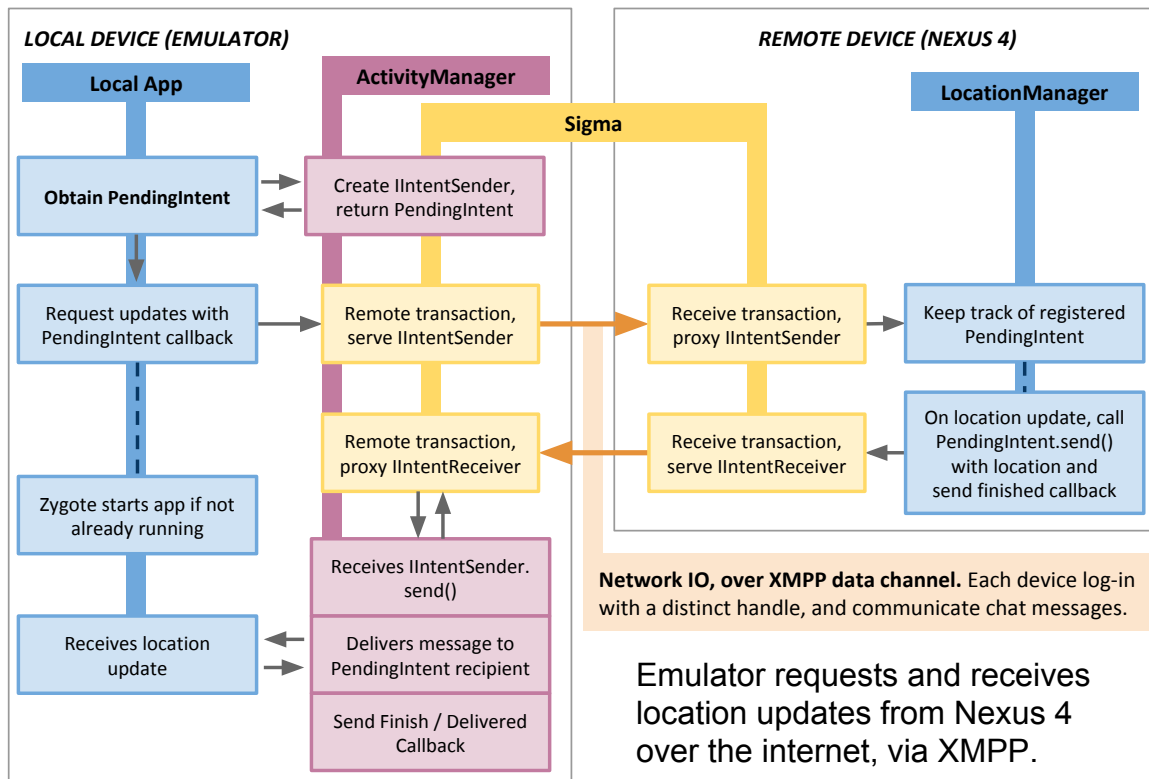 LOCAL DEVICE (EMULATOR)
REMOTE DEVICE (NEXUS 4)
Local App
ActivityManager
LocationManager
Sigma
Obtain PendingIntent
Create IIntentSender,
return PendingIntent
Request updates with
PendingIntent callback
Remote transaction,
serve IIntentSender
Receive transaction,
proxy IIntentSender
Keep track of registered
PendingIntent
Remote transaction,
proxy IIntentReceiver
Receive transaction,
serve IIntentReceiver
On location update, call
PendingIntent.send()
with location and
send finished callback
Zygote starts app if not
already running
Receives IIntentSender.
send()
Network IO, over XMPP data channel. Each device log-in
with a distinct handle, and communicate chat messages.
Receives location
update
Delivers message to
PendingIntent recipient
Send Finish / Delivered
Callback
Emulator requests and receives
location updates from Nexus 4
over the internet, via XMPP.